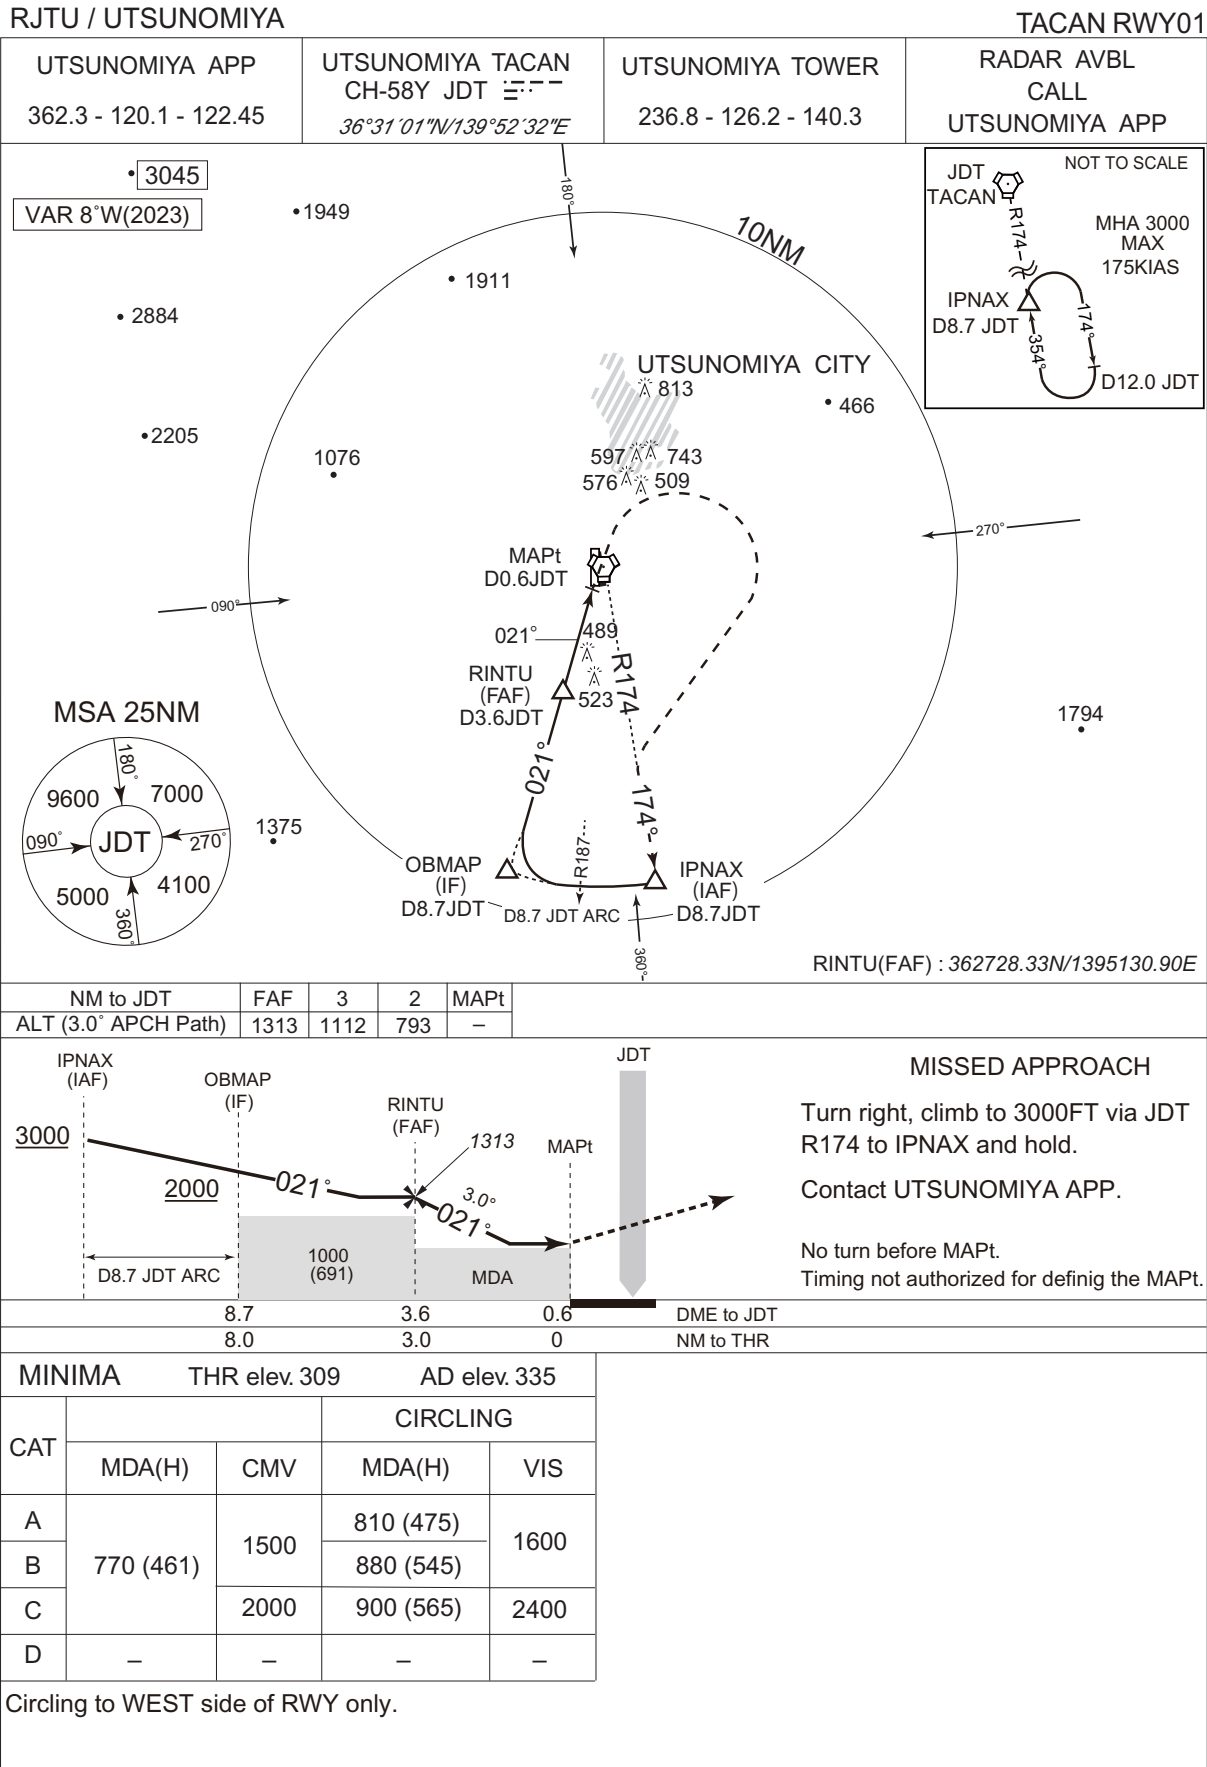 RJTU / UTSUNOMIYA
TACAN RWY01
UTSUNOMIYA APP
362.3 - 120.1 - 122.45
UTSUNOMIYA TACAN
CH-58Y JDT
36°31´01"N/139°52´32"E
UTSUNOMIYA TOWER
236.8 - 126.2 - 140.3
RADAR AVBL
CALL
UTSUNOMIYA APP
3045
VAR 8°W(2023)
1949
1911
2884
2205
1076
180°
10NM
UTSUNOMIYA CITY
813
466
597
743
576
509
JDT
TACAN
NOT TO SCALE
R174
MHA 3000
MAX
175KIAS
IPNAX
D8.7 JDT
174°
354°
D12.0 JDT
270°
090°
MAPt
D0.6JDT
021°
489
RINTU
(FAF)
D3.6JDT
523
R174
1794
021°
174°
MSA 25NM
180°
9600
7000
090°
JDT
270°
5000
4100
360°
1375
OBMAP
(IF)
D8.7JDT
R187
D8.7 JDT ARC
IPNAX
(IAF)
D8.7JDT
360°
RINTU(FAF) : 362728.33N/1395130.90E
NM to JDT FAF 3 2 MAPt
ALT (3.0° APCH Path) 1313 1112 793 –
IPNAX
(IAF)
OBMAP
(IF)
RINTU
(FAF)
1313
MAPt
JDT
3000
2000
021°
3.0°
021°
D8.7 JDT ARC
1000
(691)
MDA
8.7 3.6 0.6 DME to JDT
8.0 3.0 0 NM to THR
MISSED APPROACH
Turn right, climb to 3000FT via JDT
R174 to IPNAX and hold.
Contact UTSUNOMIYA APP.
No turn before MAPt.
Timing not authorized for definig the MAPt.
MINIMA THR elev. 309 AD elev. 335
CAT
CIRCLING
MDA(H) CMV MDA(H) VIS
A 810 (475)
770 (461) 1500 1600
B 880 (545)
C 2000 900 (565) 2400
D – – – –
Circling to WEST side of RWY only.